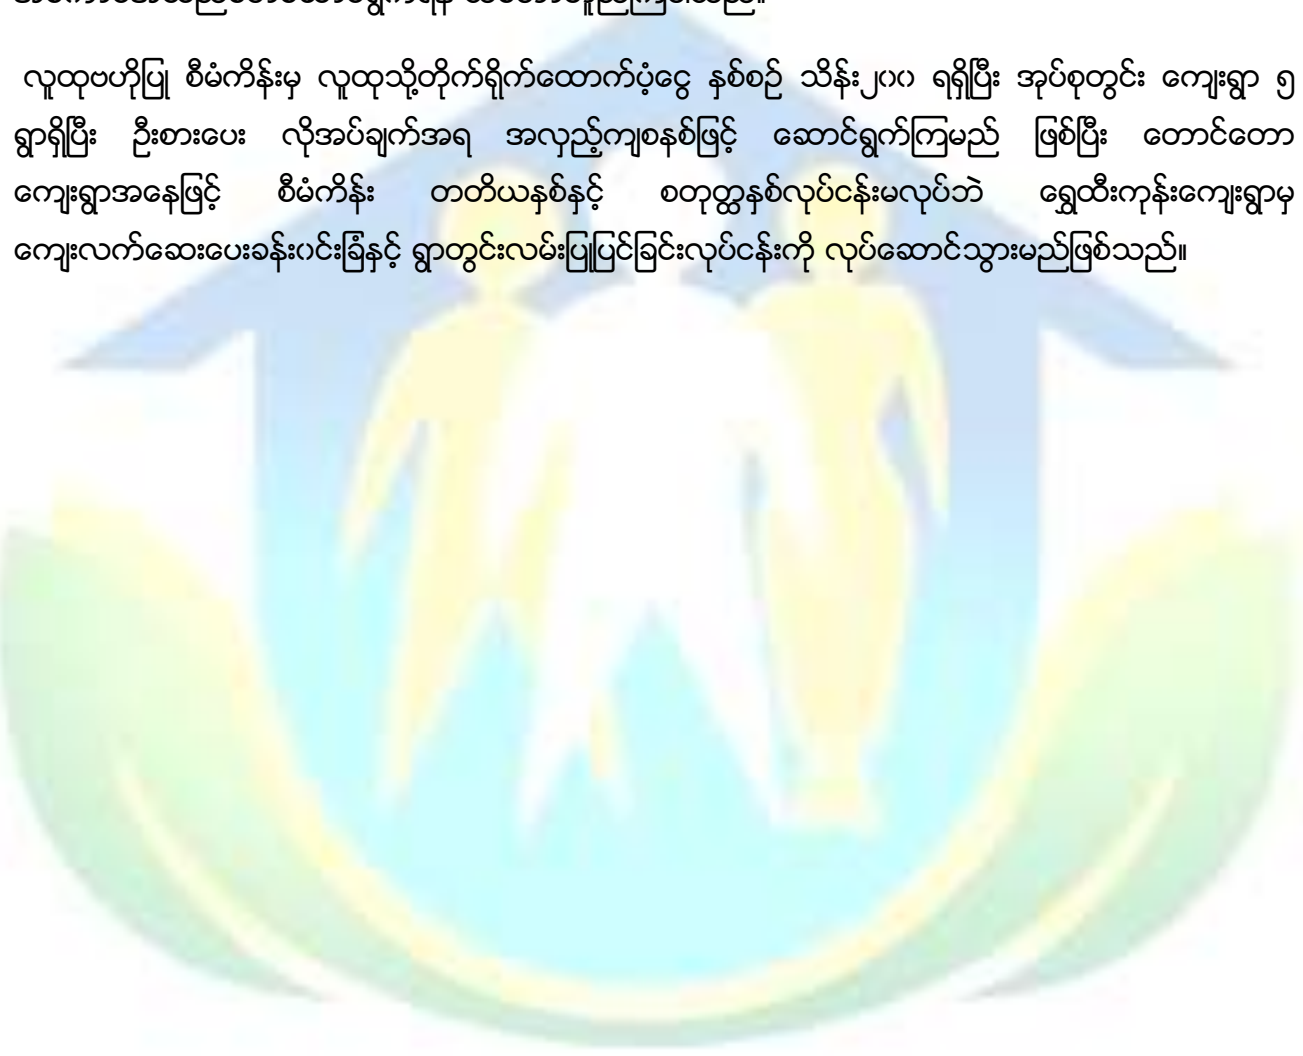 လူထုဗဟိုပြု စီမံကိန်းမှ လူထုသို့တိုက်ရိုက်ထောက်ပံ့ငွေ နှစ်စဉ် သိန်း၂၀၀ ရရှိပြီး အုပ်စုတွင်း ကျေးရွာ ၅
ရွာရှိပြီး ဦးစားပေး လိုအပ်ချက်အရ အလှည့်ကျစနစ်ဖြင့် ဆောင်ရွက်ကြမည် ဖြစ်ပြီး တောင်တော
ကျေးရွာအနေဖြင့် စီမံကိန်း တတိယနှစ်နှင့် စတုတ္ထနှစ်လုပ်ငန်းမလုပ်ဘဲ ရွှေထီးကုန်းကျေးရွာမှ
ကျေးလက်ဆေးပေးခန်းဝင်းခြံနှင့် ရွာတွင်းလမ်းပြုပြင်ခြင်းလုပ်ငန်းကို လုပ်ဆောင်သွားမည်ဖြစ်သည်။